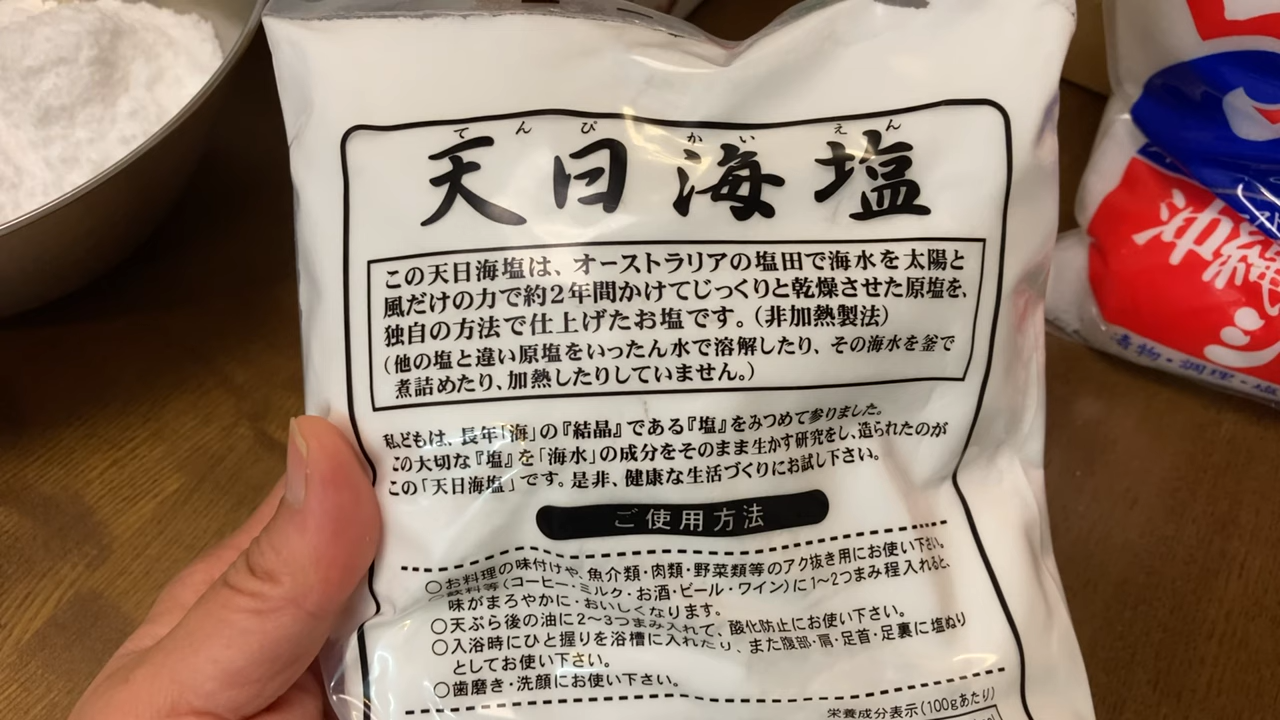 てんぴかいえん
天日海塩
この天日海塩は、オーストラリアの塩田で海水を太陽と
風だけの力で約2年間かけてじっくりと乾燥させた原塩を、
独自の方法で仕上げたお塩です。(非加熱製法)
(他の塩と違い原塩をいったん水で溶解したり、その海水を釜で
煮詰めたり、加熱したりしていません。)
私どもは、長年「海」の『結晶』である『塩』をみつめて参りました。
この大切な『塩』を「海水」の成分をそのまま生かす研究をし、造られたのが
この「天日海塩」です。是非、健康な生活づくりにお試し下さい。
ご使用方法
○お料理の味付けや、魚介類・肉類・野菜類等のアク抜き用にお使い下さい。
○飲料等(コーヒー・ミルク・お酒・ビール・ワイン)に1〜2つまみ程入れると、
味がまろやかに・おいしくなります。
○天ぷら後の油に2〜3つまみ入れて、酸化防止にお使い下さい。
○入浴時にひと握りを浴槽に入れたり、また腹部・肩・足首・足裏に塩ぬり
としてお使い下さい。
○歯磨き・洗顔にお使い下さい。
栄養成分表示(100gあたり)
漬物・調理・塩